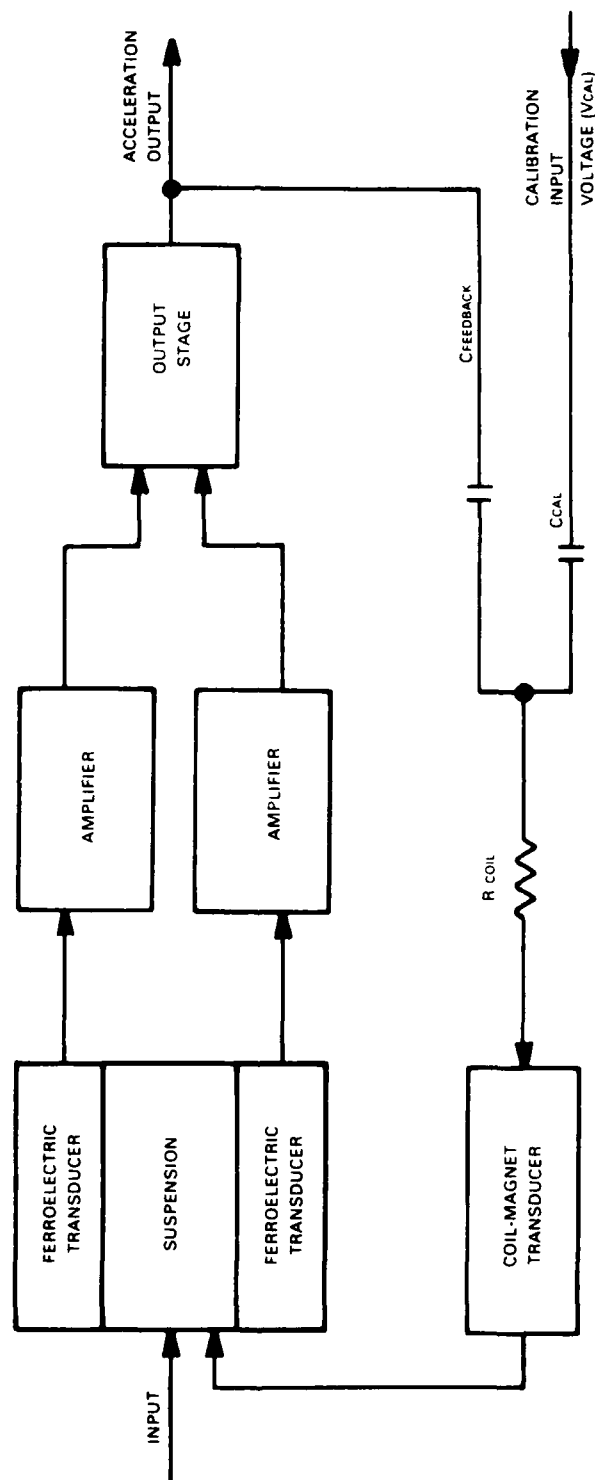 INPUT
FERROELECTRIC
TRANSDUCER
SUSPENSION
FERROELECTRIC
TRANSDUCER
AMPLIFIER
AMPLIFIER
OUTPUT
STAGE
ACCELERATION
OUTPUT
COIL-MAGNET
TRANSDUCER
R COIL
CFEEDBACK
CCAL
CALIBRATION
INPUT
VOLTAGE (VCAL)